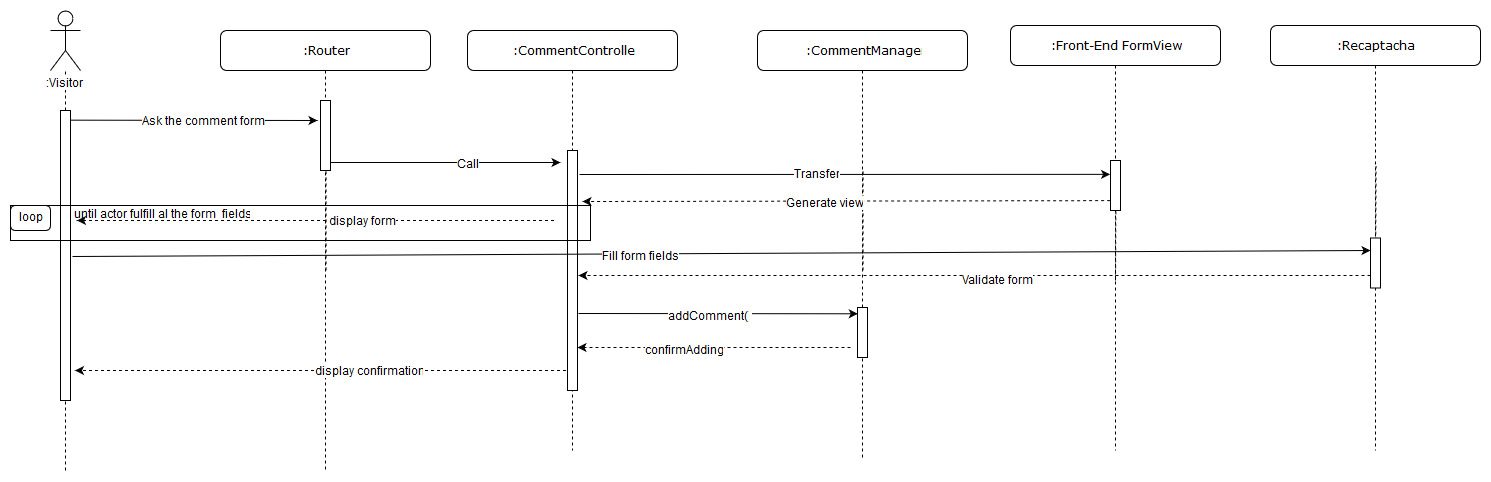 :Visitor
:Router
:CommentControlle
:CommentManage
:Front-End FormView
:Recaptacha
Ask the comment form
Call
Transfer
Generate view
loop
until actor fulfill al the form fields
display form
Fill form fields
Validate form
addComment(
confirmAdding
display confirmation